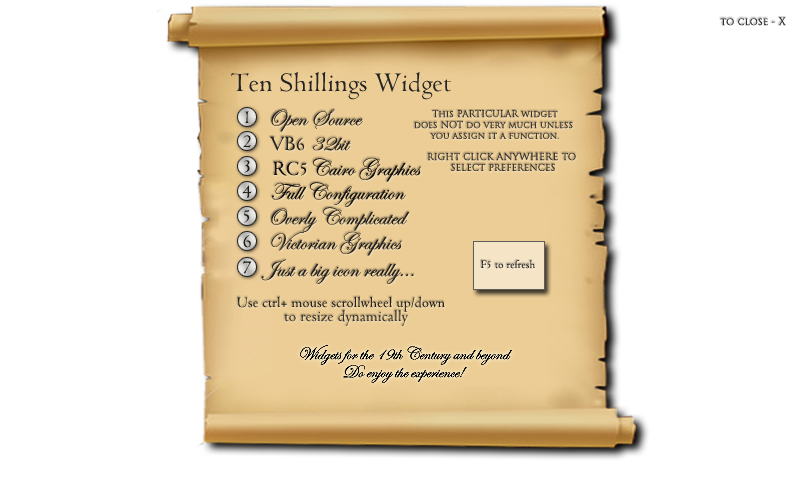 TO CLOSE - X
Ten Shillings Widget
1 Open Source
2 VB6 32bit
3 RC5 Cairo Graphics
4 Full Configuration
5 Overly Complicated
6 Victorian Graphics
7 Just a big icon really...
THIS PARTICULAR WIDGET
DOES NOT DO VERY MUCH UNLESS
YOU ASSIGN IT A FUNCTION.
RIGHT CLICK ANYWHERE TO
SELECT PREFERENCES
F5 to refresh
Use ctrl+ mouse scrollwheel up/down
to resize dynamically
Widgets for the 19th Century and beyond
Do enjoy the experience!